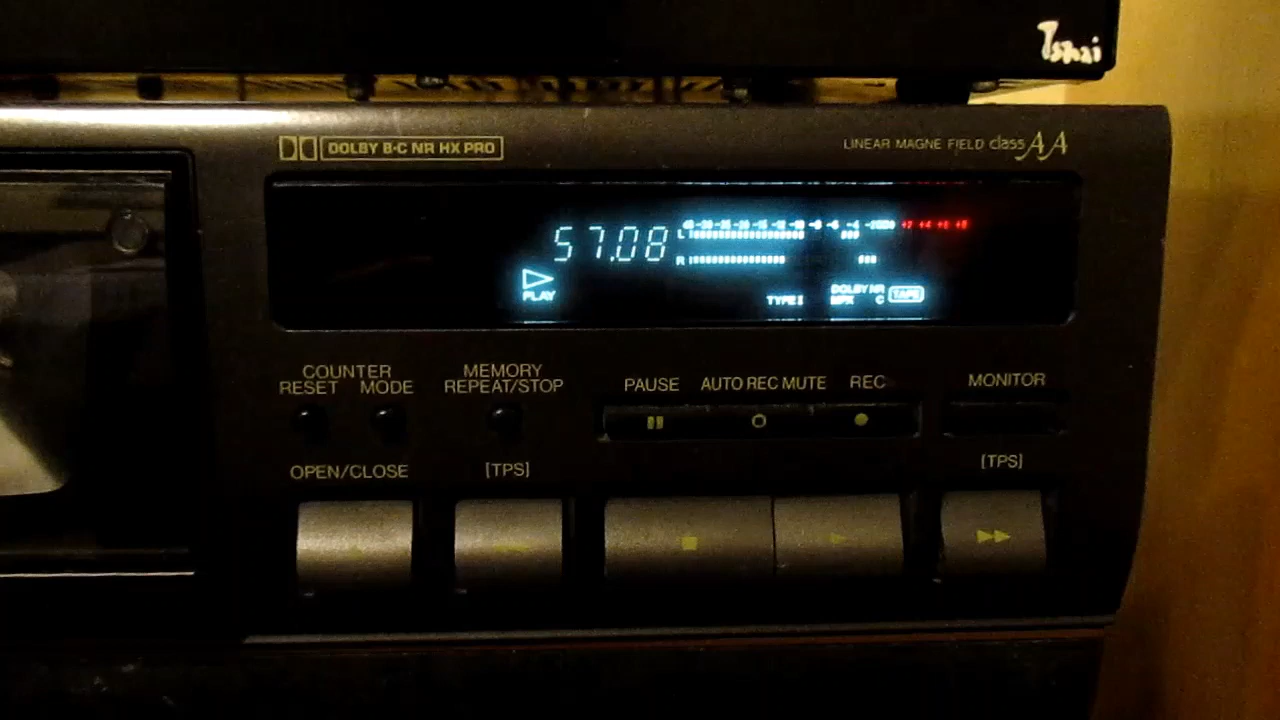 DOLBY B·C NR HX PRO
LINEAR MAGNE FIELD class AA
57.08
L
R
PLAY
TYPE I
DOLBY NR
MPX C
TAPE
COUNTER
RESET MODE
MEMORY
REPEAT/STOP
PAUSE AUTO REC MUTE REC
MONITOR
OPEN/CLOSE
[TPS]
[TPS]